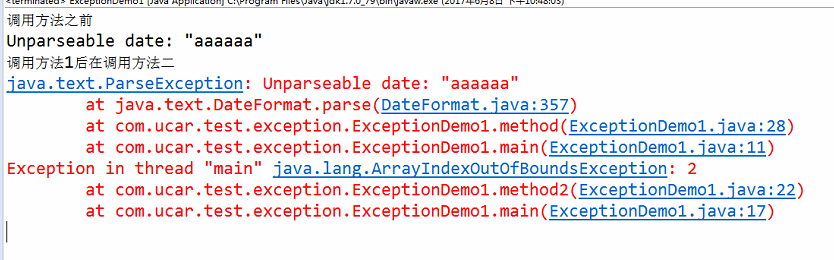 <terminated> ExceptionDemo1 [Java Application] C:\Program Files\Java\jdk1.7.0_79\bin\javaw.exe (2017年6月8日 下午10:48:03)
调用方法之前
Unparseable date: "aaaaaa"
调用方法1后在调用方法二
java.text.ParseException: Unparseable date: "aaaaaa"
at java.text.DateFormat.parse(DateFormat.java:357)
at com.ucar.test.exception.ExceptionDemo1.method(ExceptionDemo1.java:28)
at com.ucar.test.exception.ExceptionDemo1.main(ExceptionDemo1.java:11)
Exception in thread "main" java.lang.ArrayIndexOutOfBoundsException: 2
at com.ucar.test.exception.ExceptionDemo1.method2(ExceptionDemo1.java:22)
at com.ucar.test.exception.ExceptionDemo1.main(ExceptionDemo1.java:17)